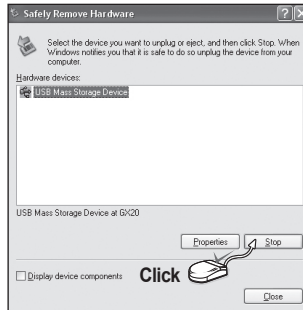 Safely Remove Hardware
Select the device you want to unplug or eject, and then click Stop. When
Windows notifies you that it is safe to do so unplug the device from your
computer.
Hardware devices:
USB Mass Storage Device
USB Mass Storage Device at GX20
Properties
Stop
Display device components
Click
Close